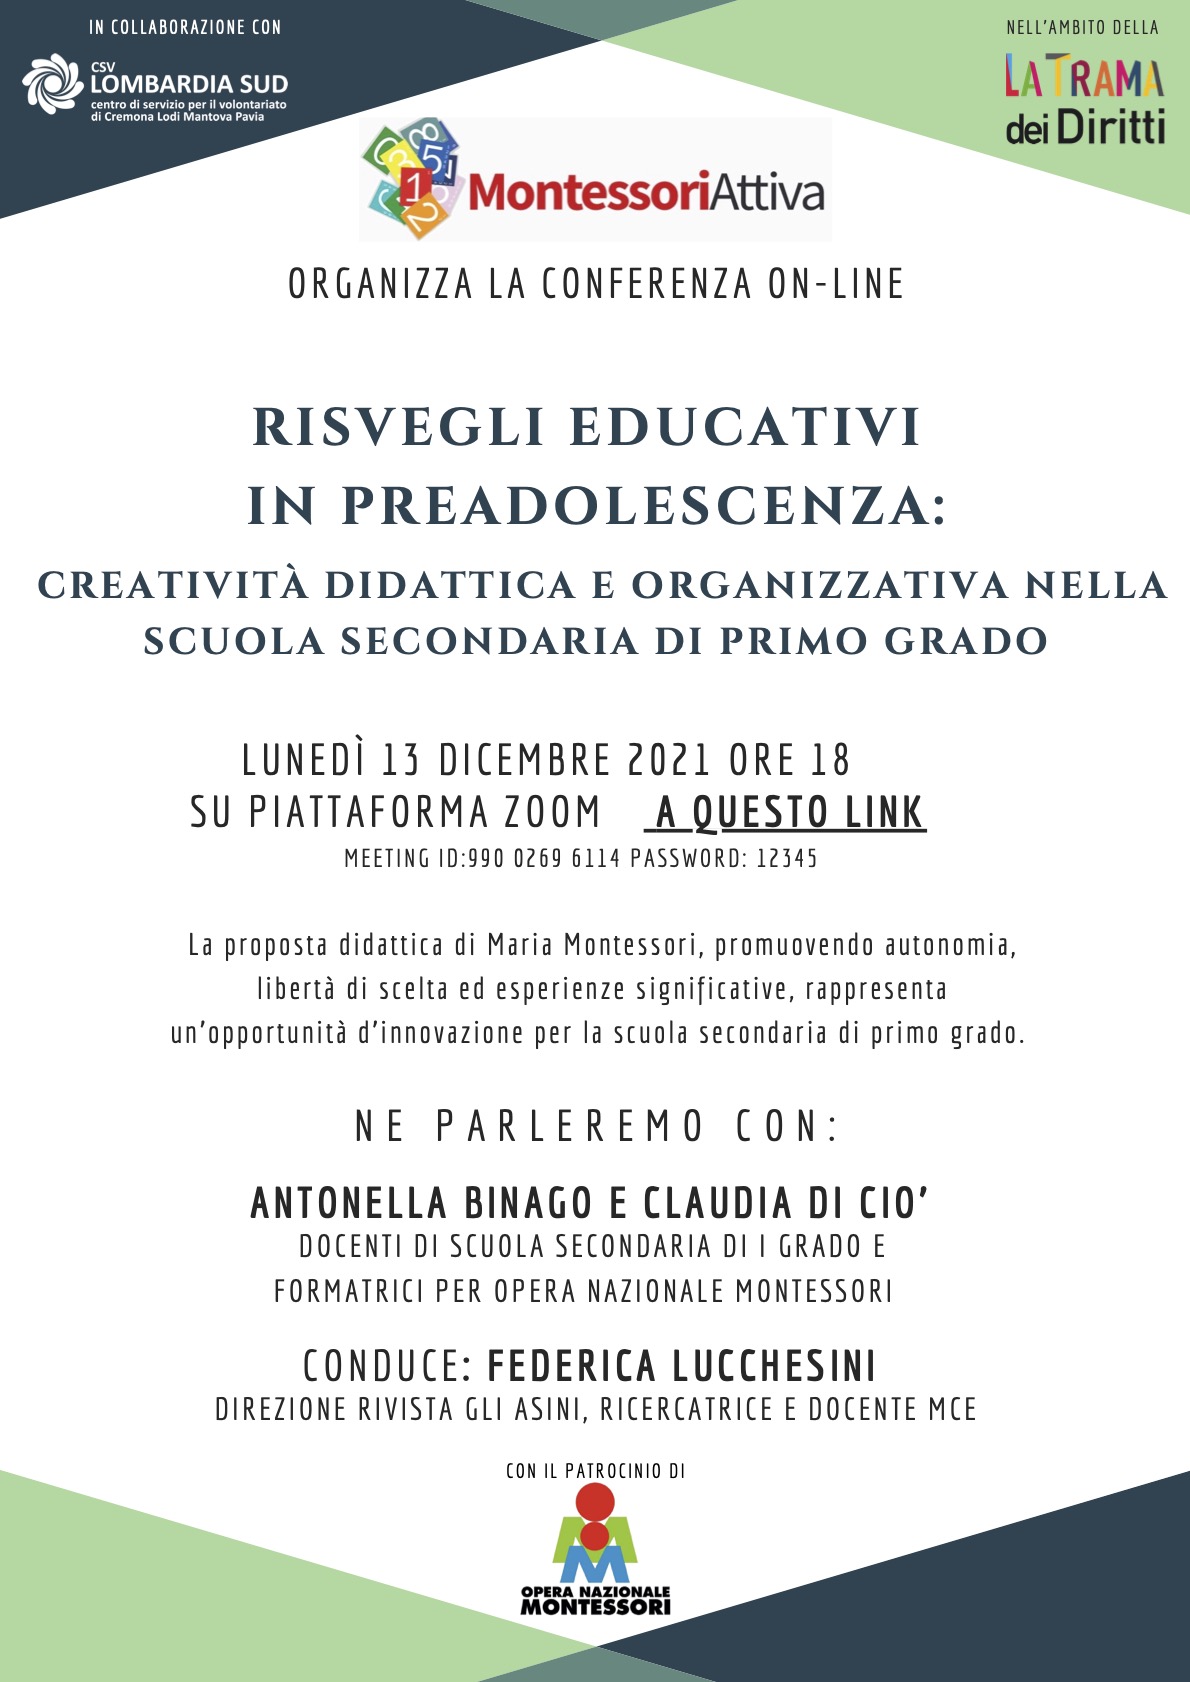 IN COLLABORAZIONE CON
CSV
LOMBARDIA SUD
centro di servizio per il volontariato
di Cremona Lodi Mantova Pavia
NELL'AMBITO DELLA
LA TRAMA
dei Diritti
MontessoriAttiva
ORGANIZZA LA CONFERENZA ON-LINE
RISVEGLI EDUCATIVI
IN PREADOLESCENZA:
CREATIVITÀ DIDATTICA E ORGANIZZATIVA NELLA
SCUOLA SECONDARIA DI PRIMO GRADO
LUNEDÌ 13 DICEMBRE 2021 ORE 18
SU PIATTAFORMA ZOOM A QUESTO LINK
MEETING ID:990 0269 6114 PASSWORD: 12345
La proposta didattica di Maria Montessori, promuovendo autonomia,
libertà di scelta ed esperienze significative, rappresenta
un'opportunità d'innovazione per la scuola secondaria di primo grado.
NE PARLEREMO CON:
ANTONELLA BINAGO E CLAUDIA DI CIO'
DOCENTI DI SCUOLA SECONDARIA DI I GRADO E
FORMATRICI PER OPERA NAZIONALE MONTESSORI
CONDUCE: FEDERICA LUCCHESINI
DIREZIONE RIVISTA GLI ASINI, RICERCATRICE E DOCENTE MCE
CON IL PATROCINIO DI
OPERA NAZIONALE
MONTESSORI